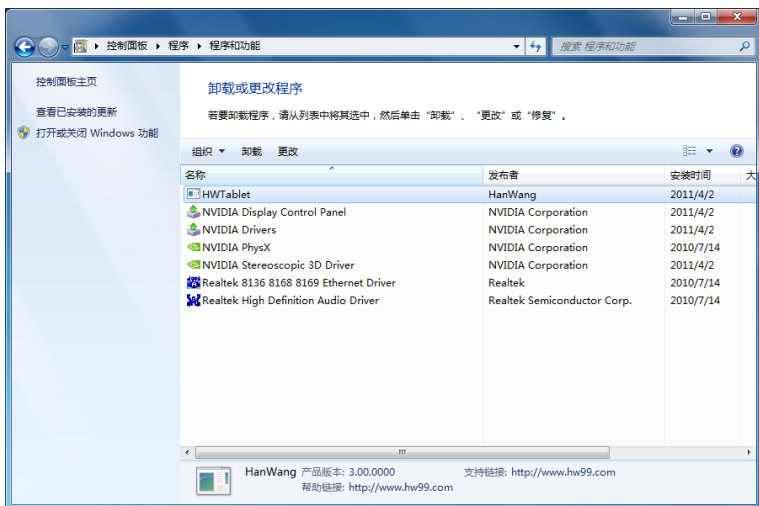 控制面板 程序 程序和功能 搜索 程序和功能
控制面板主页
查看已安装的更新
打开或关闭 Windows 功能
卸载或更改程序
若要卸载程序，请从列表中将其选中，然后单击“卸载”、“更改”或“修复”。
组织 卸载 更改
名称 发布者 安装时间 大
HWTablet HanWang 2011/4/2
NVIDIA Display Control Panel NVIDIA Corporation 2011/4/2
NVIDIA Drivers NVIDIA Corporation 2011/4/2
NVIDIA PhysX NVIDIA Corporation 2010/7/14
NVIDIA Stereoscopic 3D Driver NVIDIA Corporation 2011/4/2
Realtek 8136 8168 8169 Ethernet Driver Realtek 2010/7/14
Realtek High Definition Audio Driver Realtek Semiconductor Corp. 2010/7/14
HanWang 产品版本: 3.00.0000 支持链接: http://www.hw99.com
帮助链接: http://www.hw99.com